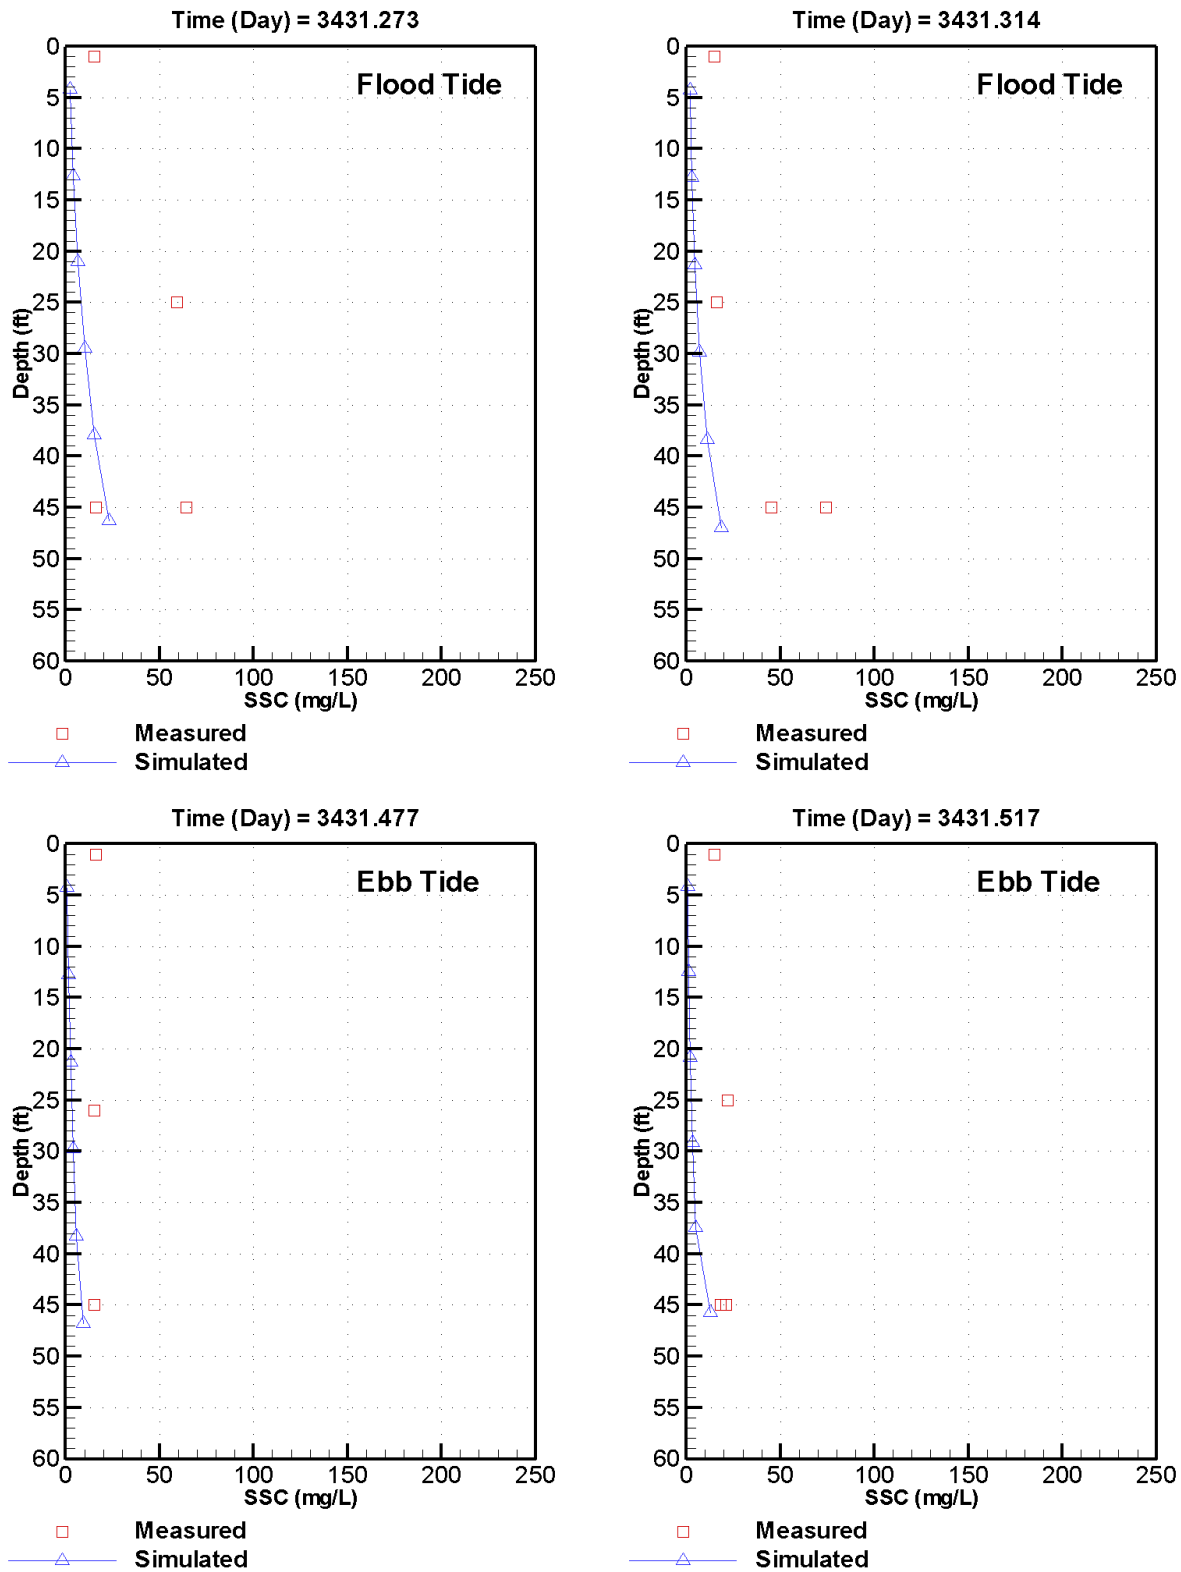 Time (Day) = 3431.273
Flood Tide
0
5
10
15
20
25
30
35
40
45
50
55
60
Depth (ft)
0 50 100 150 200 250
SSC (mg/L)
Measured
Simulated
Time (Day) = 3431.314
Flood Tide
0
5
10
15
20
25
30
35
40
45
50
55
60
Depth (ft)
0 50 100 150 200 250
SSC (mg/L)
Measured
Simulated
Time (Day) = 3431.477
Ebb Tide
0
5
10
15
20
25
30
35
40
45
50
55
60
Depth (ft)
0 50 100 150 200 250
SSC (mg/L)
Measured
Simulated
Time (Day) = 3431.517
Ebb Tide
0
5
10
15
20
25
30
35
40
45
50
55
60
Depth (ft)
0 50 100 150 200 250
SSC (mg/L)
Measured
Simulated